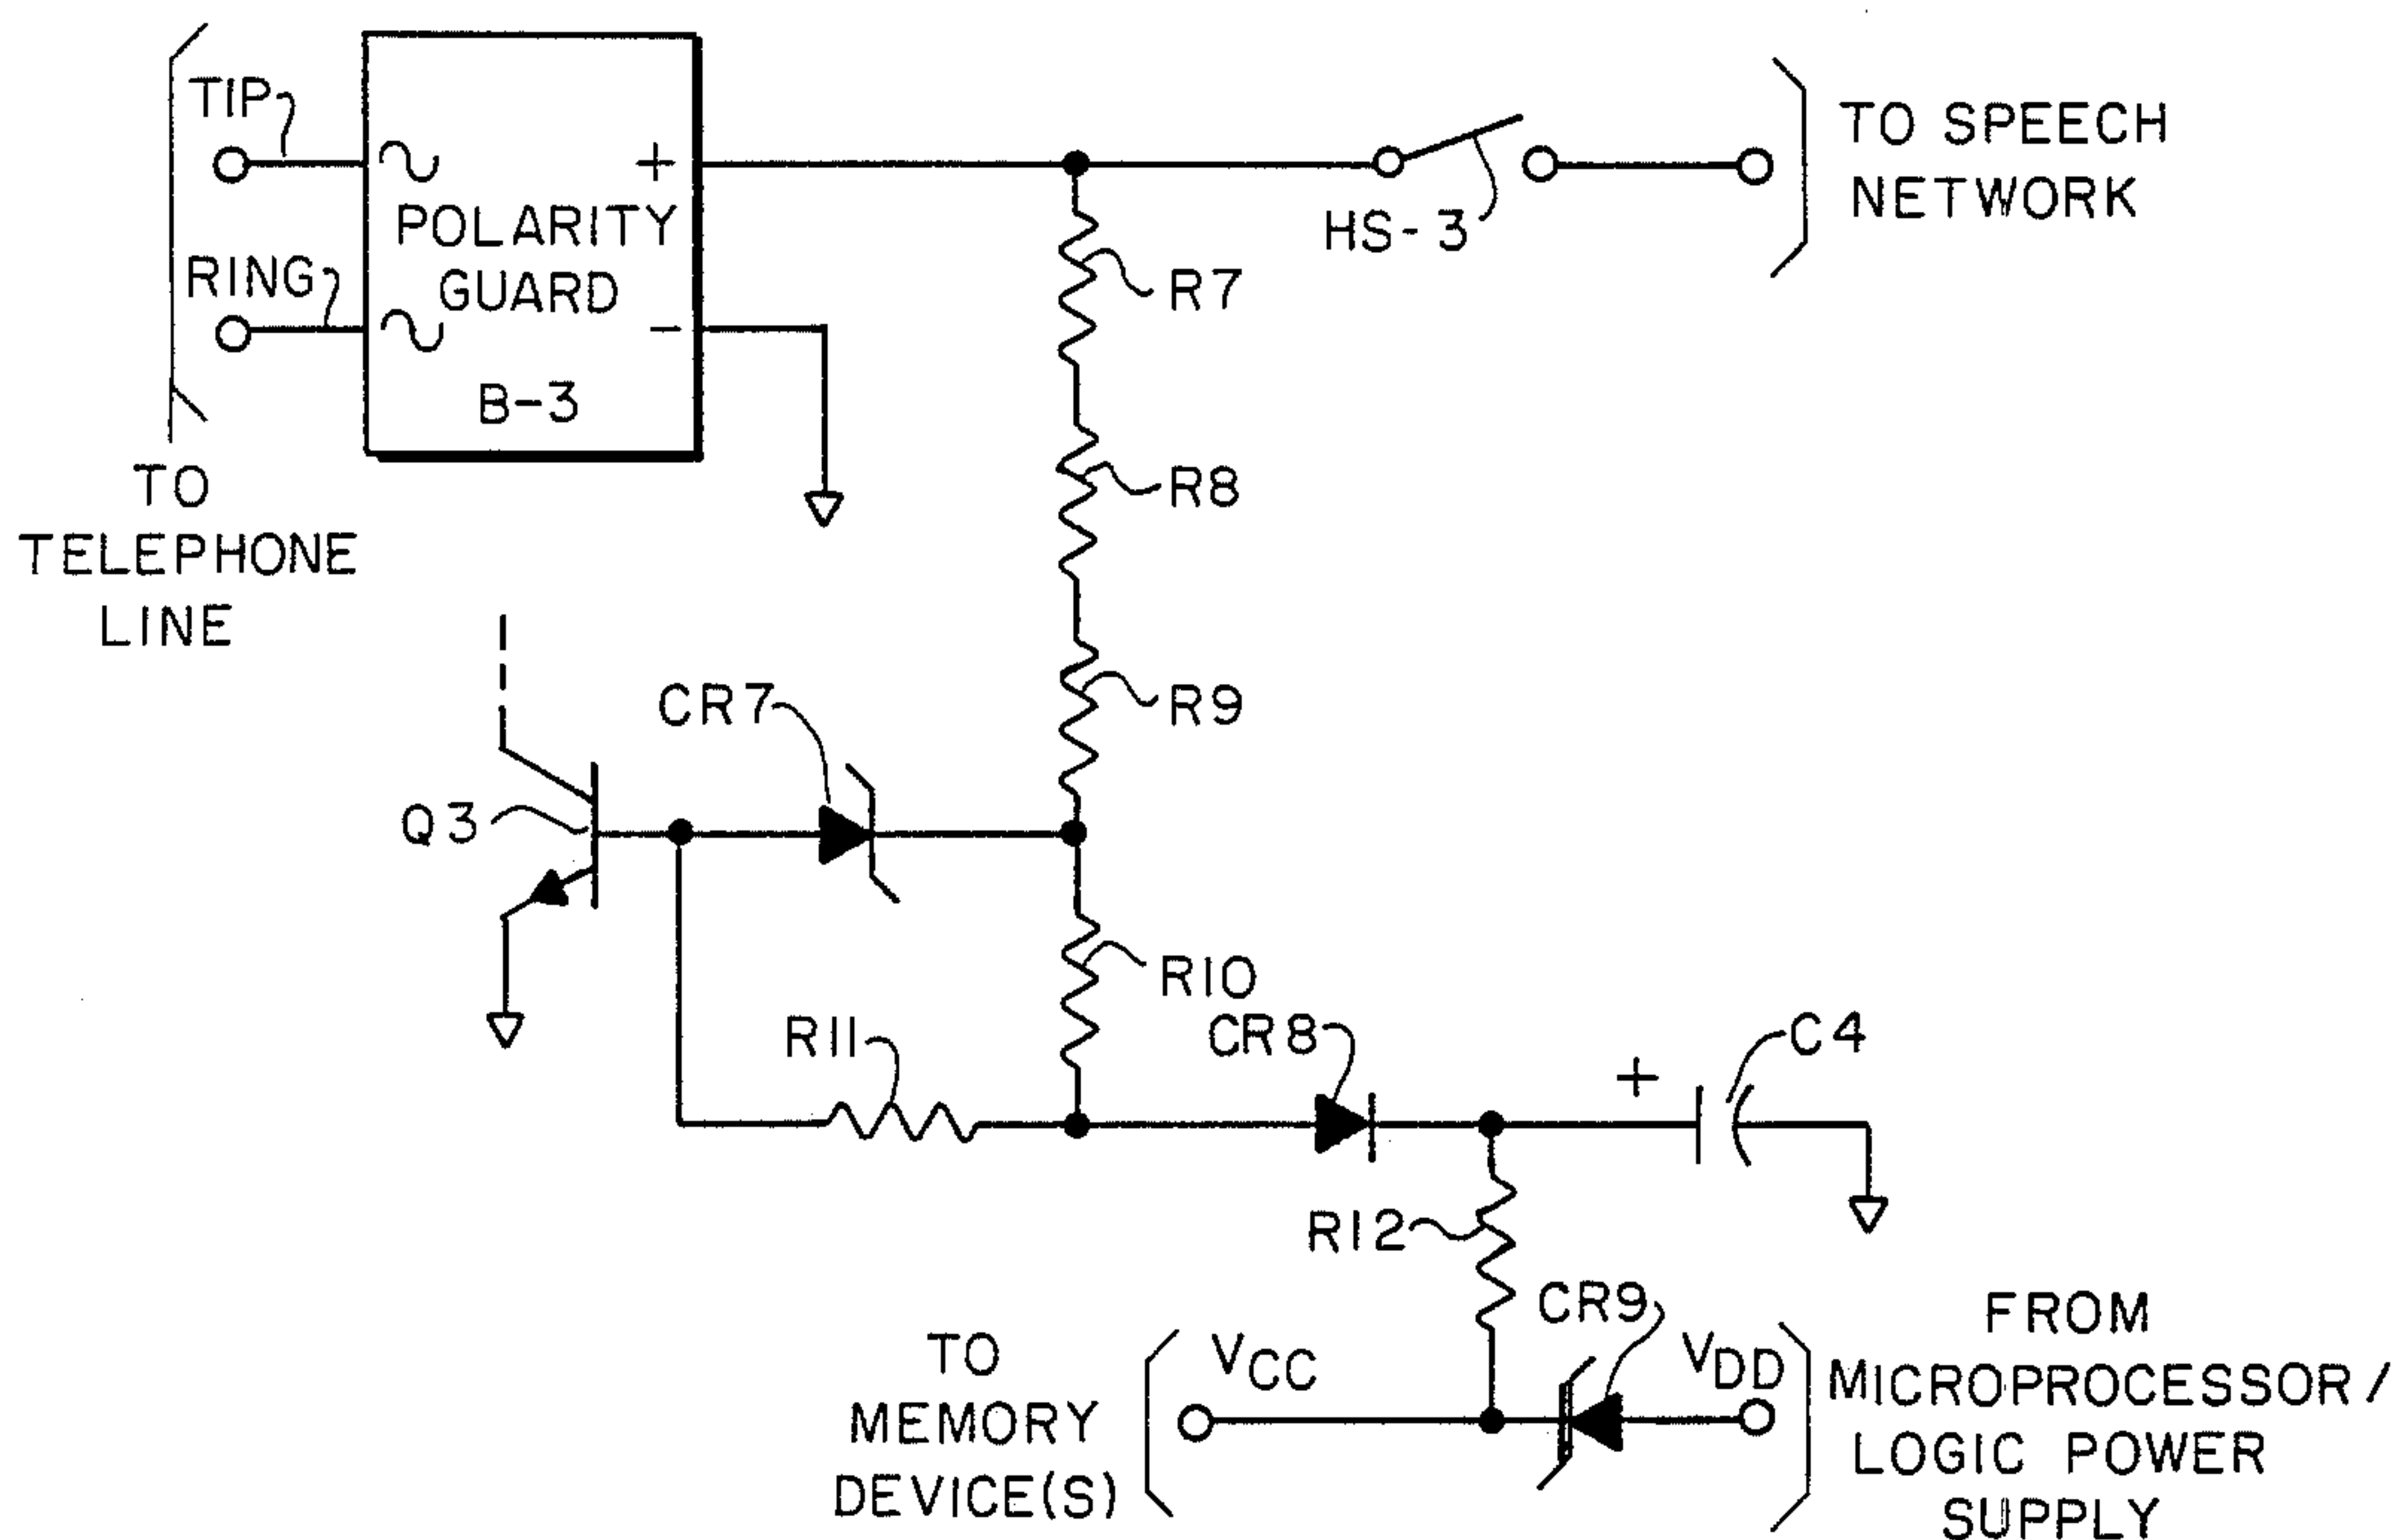 TIP
RING
+
POLARITY
GUARD
−
B-3
TO
TELEPHONE
LINE
HS-3
TO SPEECH
NETWORK
R7
R8
R9
CR7
Q3
R10
R11
CR8
+
C4
R12
CR9
TO
MEMORY
DEVICE(S)
VCC
VDD
FROM
MICROPROCESSOR/
LOGIC POWER
SUPPLY